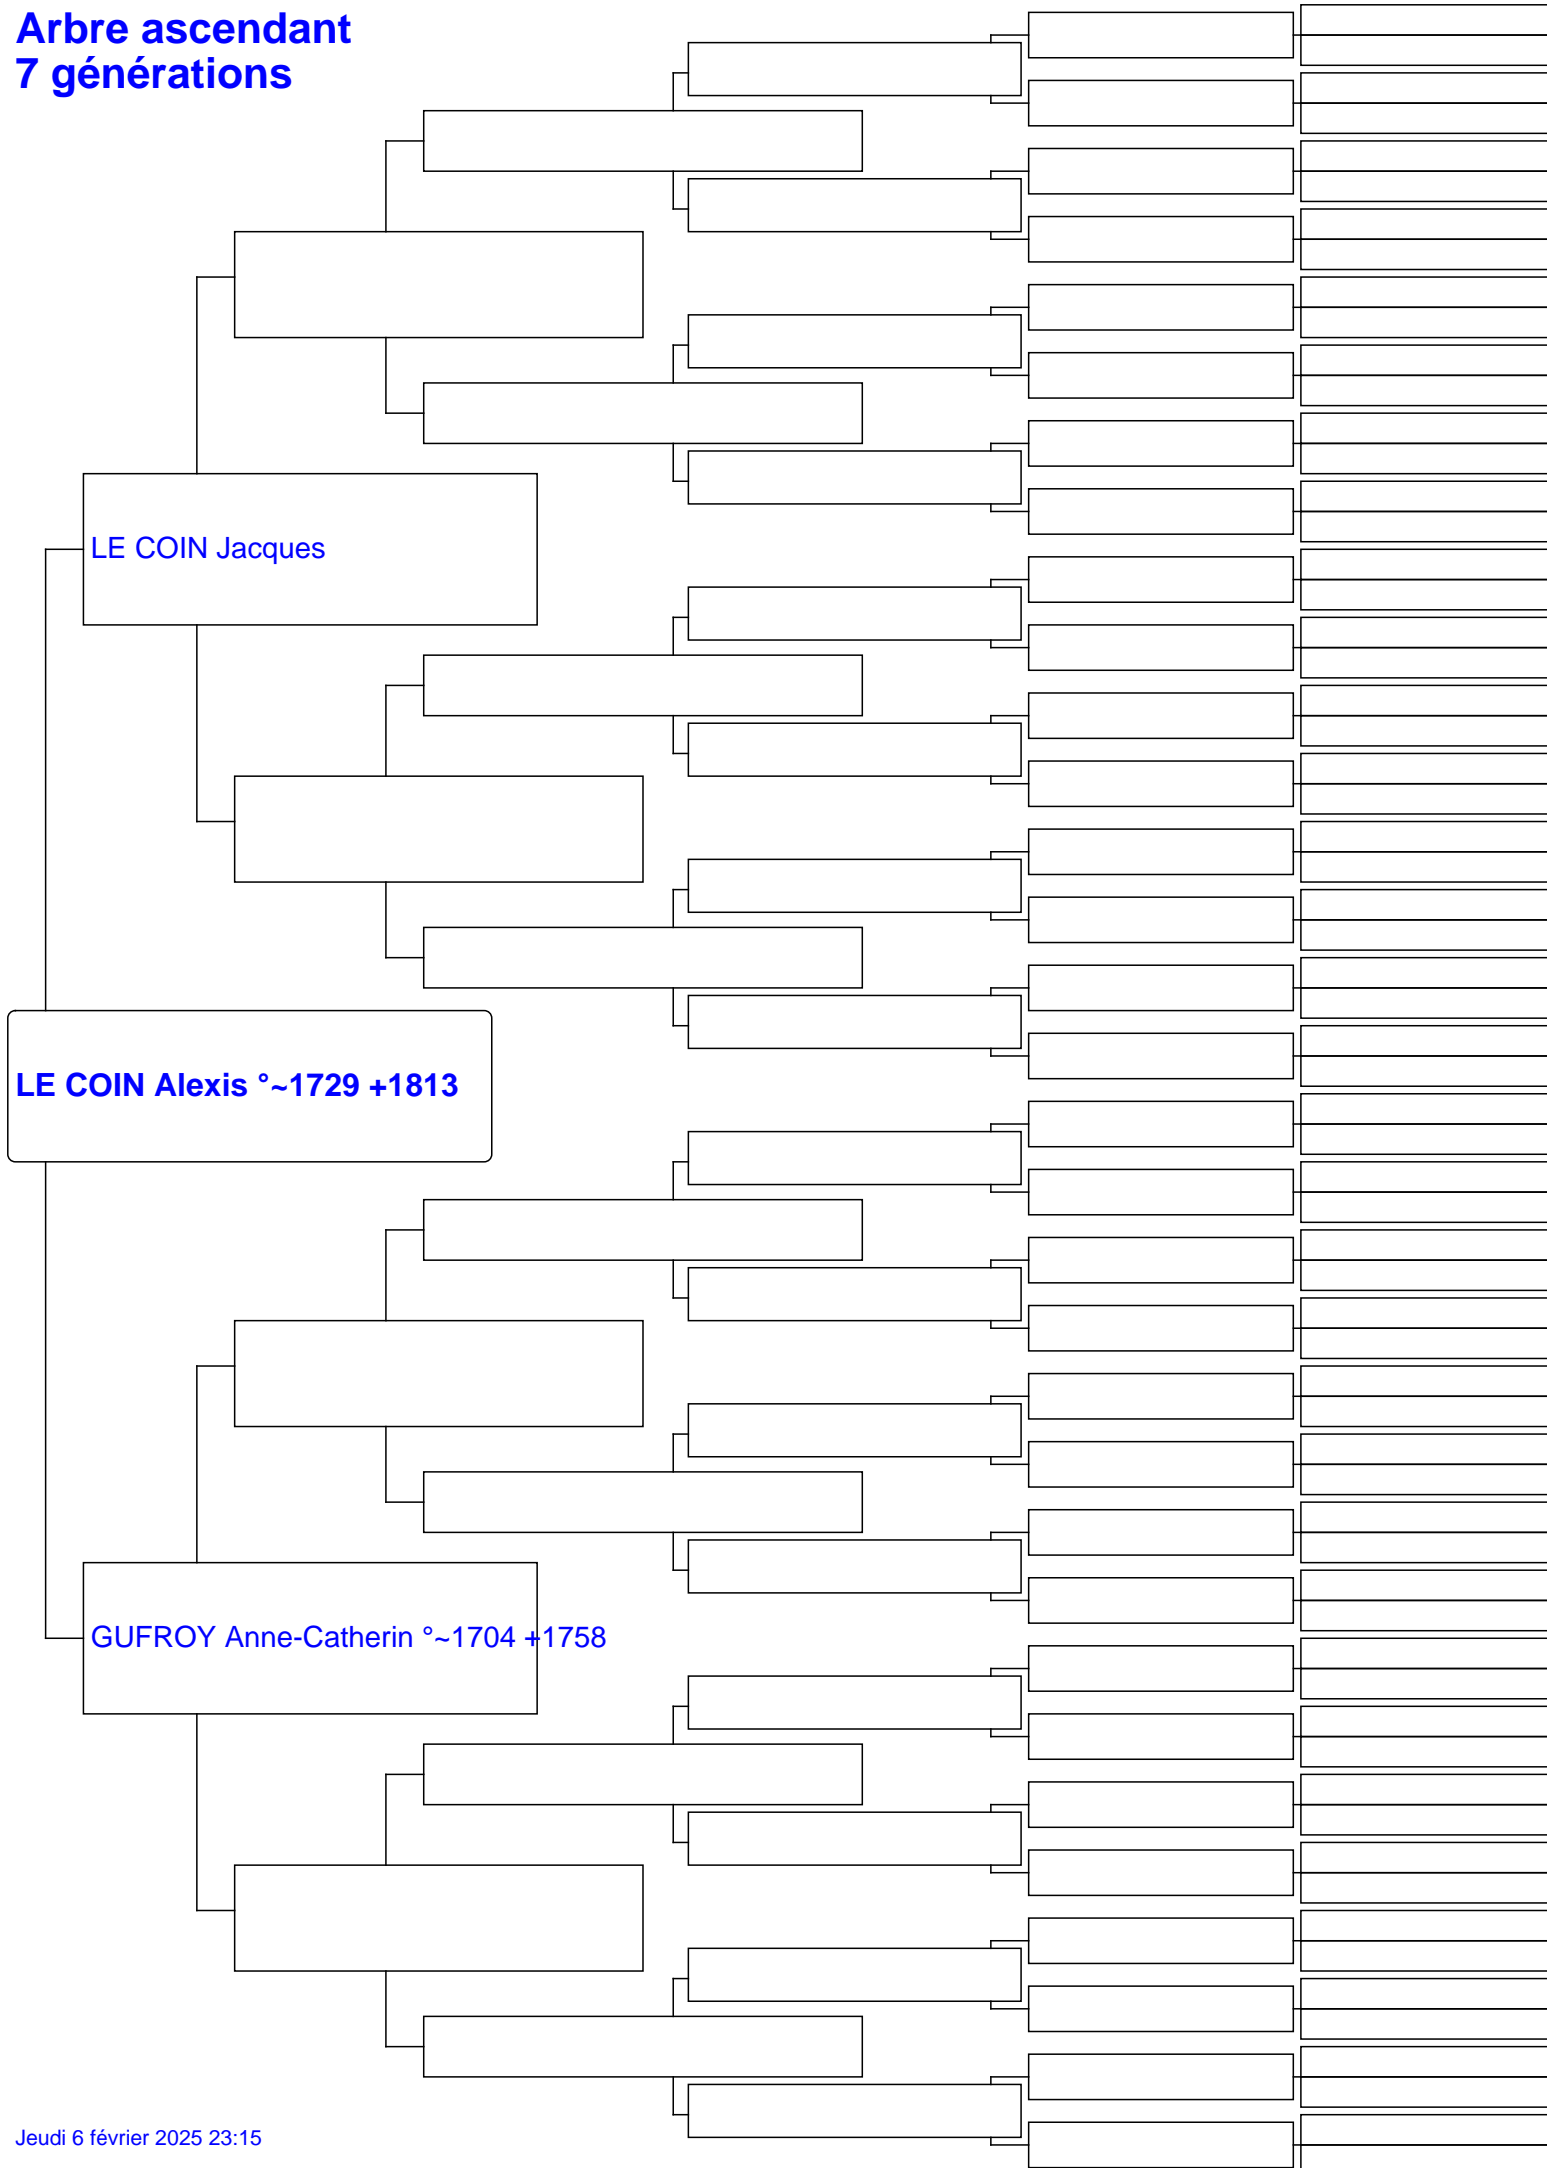 Arbre ascendant
7 générations
LE COIN Jacques
LE COIN Alexis °~1729 +1813
GUFROY Anne-Catherin °~1704 +1758
Jeudi 6 février 2025 23:15